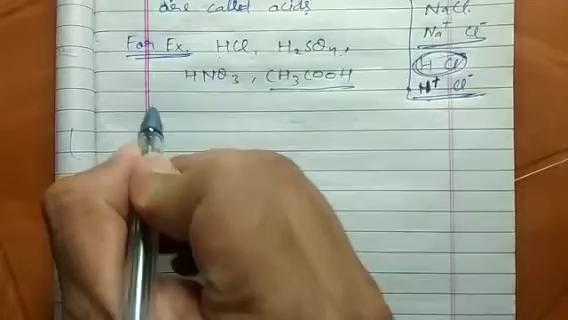 are called acids
For Ex. HCl, H₂SO₄,
HNO₃, CH₃COOH
NaCl
Na⁺ Cl⁻
H Cl
H⁺ Cl⁻